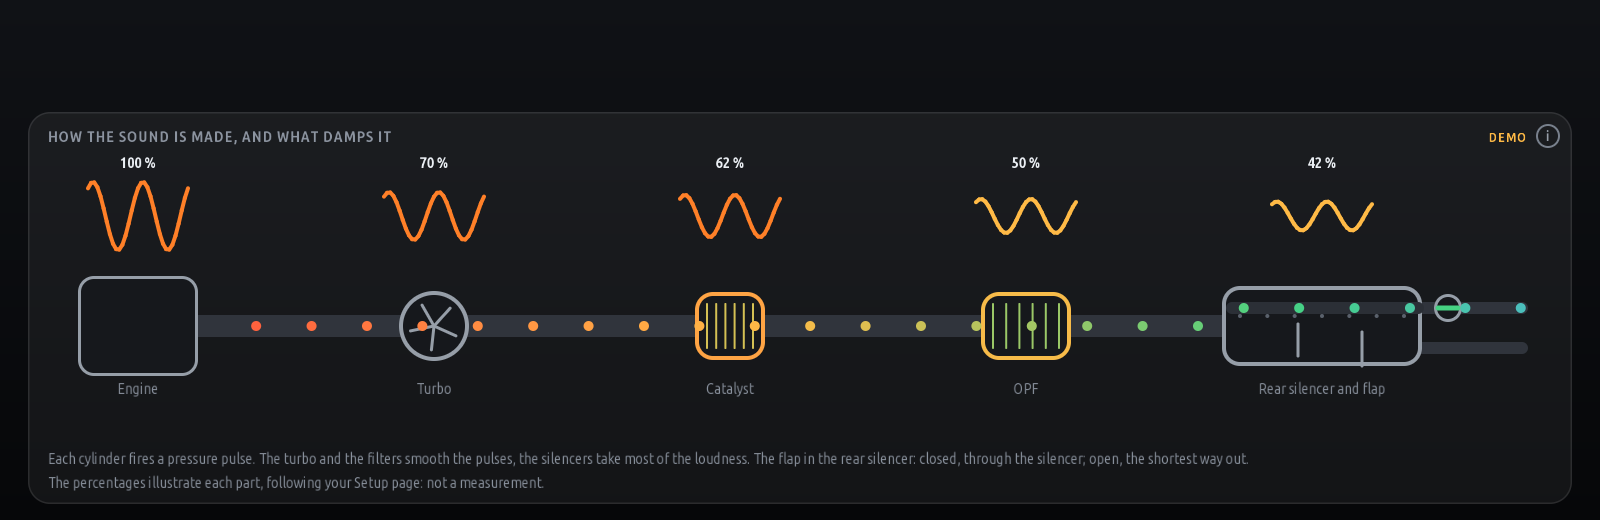 HOW THE SOUND IS MADE, AND WHAT DAMPS IT
DEMO i
100 % 70 % 62 % 50 % 42 %
Engine Turbo Catalyst OPF Rear silencer and flap
Each cylinder fires a pressure pulse. The turbo and the filters smooth the pulses, the silencers take most of the loudness. The flap in the rear silencer: closed, through the silencer; open, the shortest way out.
The percentages illustrate each part, following your Setup page: not a measurement.